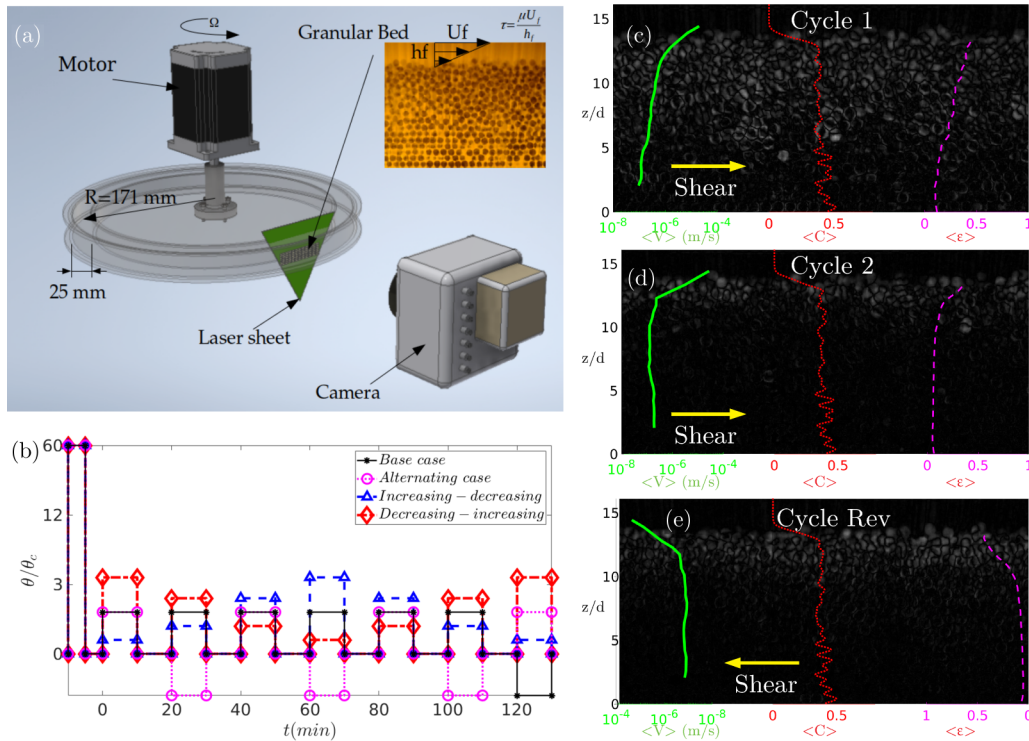 (a)
Ω
Motor
R=171 mm
25 mm
Granular Bed
Uf
hf
τ=μU_f/h_f
Laser sheet
Camera
(b)
θ/θ_c
60
12
3
0
Base case
Alternating case
Increasing − decreasing
Decreasing − increasing
0 20 40 60 80 100 120
t(min)
(c)
Cycle 1
15
10
z/d
5
0
Shear
10^-8 10^-6 10^-4 0 0.5 0 0.5 1
<V> (m/s) <C> <ε>
(d)
Cycle 2
15
10
z/d
5
0
Shear
10^-8 10^-6 10^-4 0 0.5 0 0.5 1
<V> (m/s) <C> <ε>
(e)
Cycle Rev
15
10
z/d
5
0
Shear
10^-4 10^-6 10^-8 0 0.5 1 0.5 0
<V> (m/s) <C> <ε>